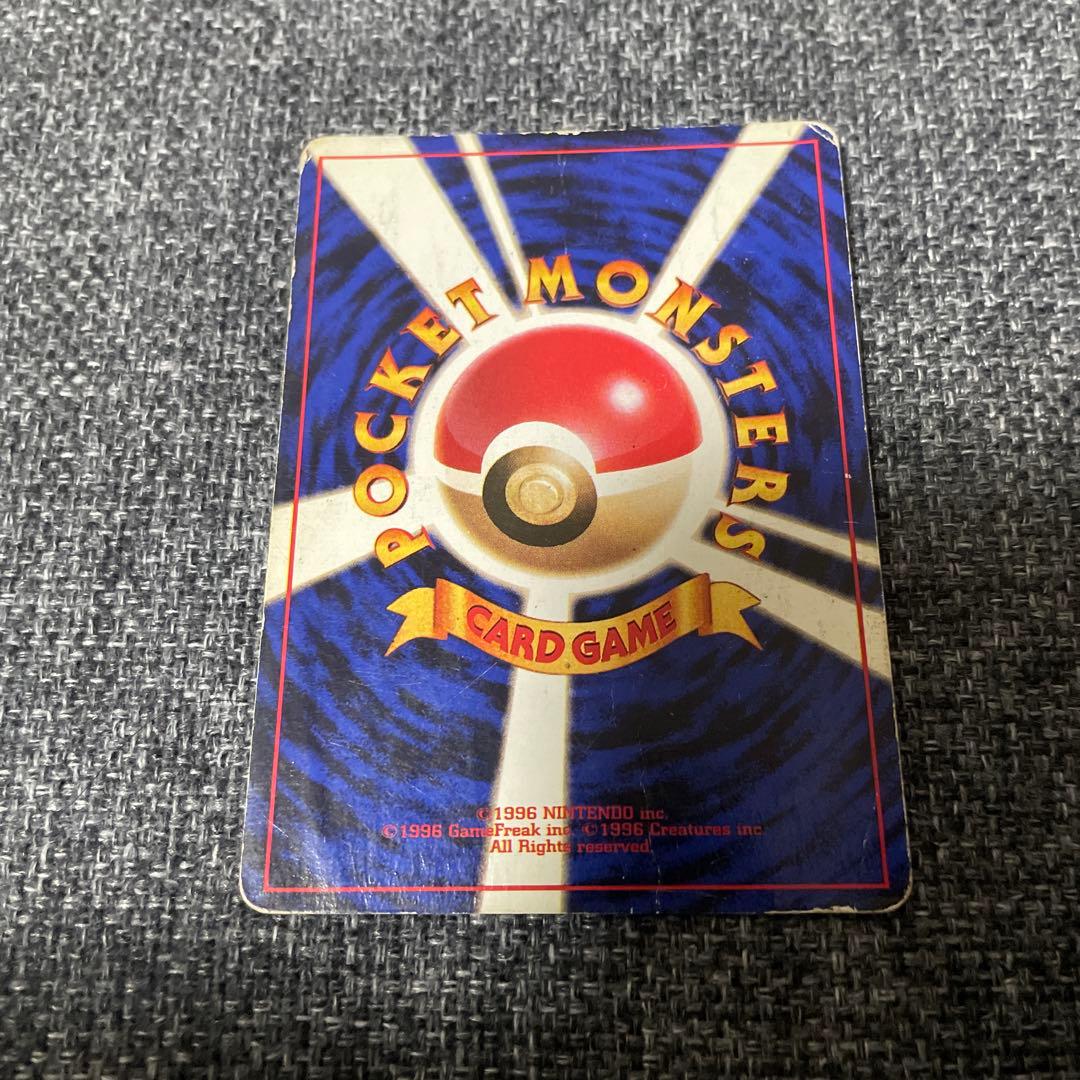 POCKET MONSTERS
CARD GAME
©1996 NINTENDO inc.
©1996 GameFreak inc. ©1996 Creatures inc.
All Rights reserved.